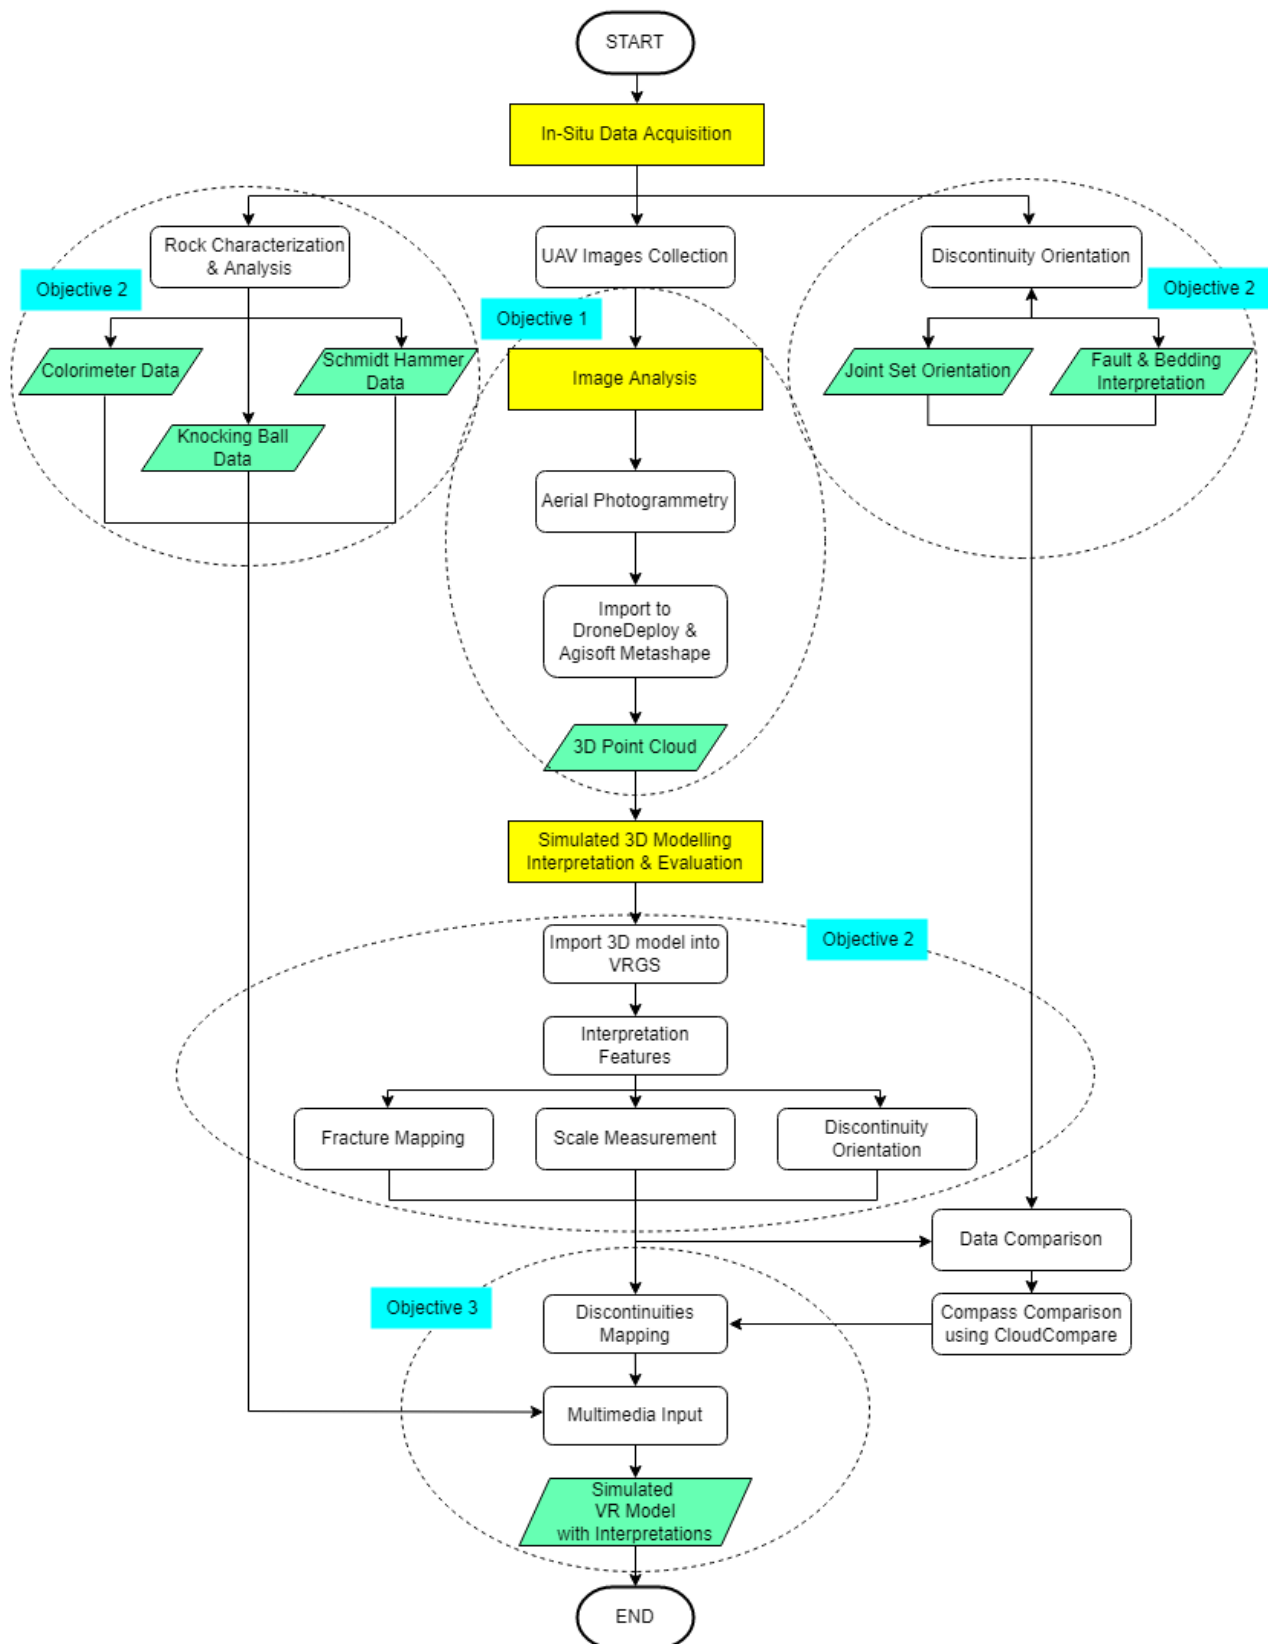 START
In-Situ Data Acquisition
Rock Characterization
& Analysis
UAV Images Collection
Discontinuity Orientation
Objective 2
Objective 1
Objective 2
Colorimeter Data
Schmidt Hammer
Data
Knocking Ball
Data
Image Analysis
Joint Set Orientation
Fault & Bedding
Interpretation
Aerial Photogrammetry
Import to
DroneDeploy &
Agisoft Metashape
3D Point Cloud
Simulated 3D Modelling
Interpretation & Evaluation
Objective 2
Import 3D model into
VRGS
Interpretation
Features
Fracture Mapping
Scale Measurement
Discontinuity
Orientation
Data Comparison
Objective 3
Discontinuities
Mapping
Compass Comparison
using CloudCompare
Multimedia Input
Simulated
VR Model
with Interpretations
END